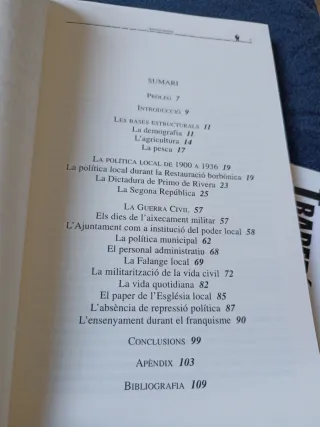 SUMARI
PRÒLEG 7
INTRODUCCIÓ 9
LES BASES ESTRUCTURALS 11
La demografia 11
L'agricultura 14
La pesca 17
LA POLÍTICA LOCAL DE 1900 A 1936 19
La política local durant la Restauració borbònica 19
La Dictadura de Primo de Rivera 23
La Segona República 25
LA GUERRA CIVIL 57
Els dies de l'aixecament militar 57
L'Ajuntament com a institució del poder local 58
La política municipal 62
El personal administratiu 68
La Falange local 69
La militarització de la vida civil 72
La vida quotidiana 82
El paper de l'Església local 85
L'absència de repressió política 87
L'ensenyament durant el franquisme 90
CONCLUSIONS 99
APÈNDIX 103
BIBLIOGRAFIA 109